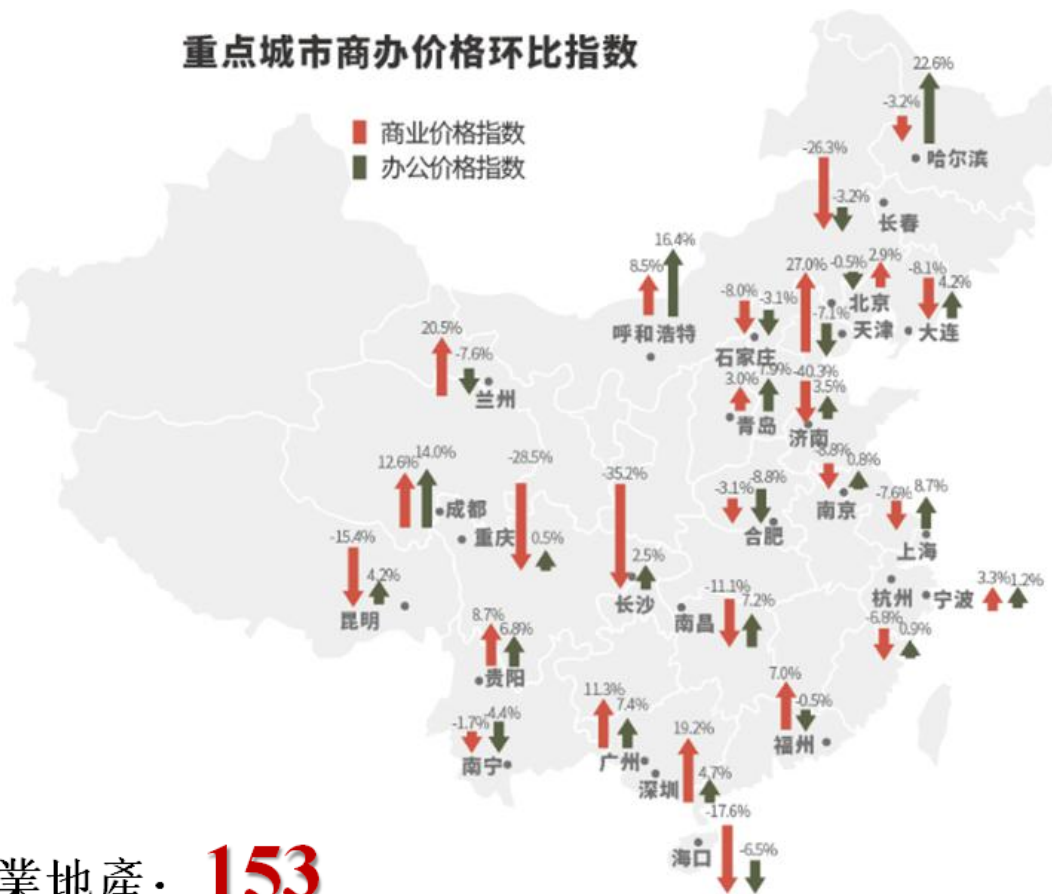 重点城市商办价格环比指数
商业价格指数
办公价格指数
22.6%
-3.2%
哈尔滨
-26.3%
-3.2%
长春
16.4%
8.5%
呼和浩特
-8.0%
-3.1%
石家庄
27.0%
-7.1%
天津
-0.5%
2.9%
北京
-8.1%
4.2%
大连
20.5%
-7.6%
兰州
3.0%
7.9%
青岛
-40.3%
3.5%
济南
-8.8%
0.8%
南京
12.6%
14.0%
成都
-28.5%
0.5%
重庆
-35.2%
2.5%
长沙
-3.1%
-8.8%
合肥
-7.6%
8.7%
上海
-15.4%
4.2%
昆明
-11.1%
7.2%
南昌
杭州
-6.8%
0.9%
宁波
3.3%
1.2%
8.7%
6.8%
贵阳
-1.7%
-4.4%
南宁
11.3%
7.4%
广州
19.2%
4.7%
深圳
7.0%
-0.5%
福州
-17.6%
-6.5%
海口
業地產· 153